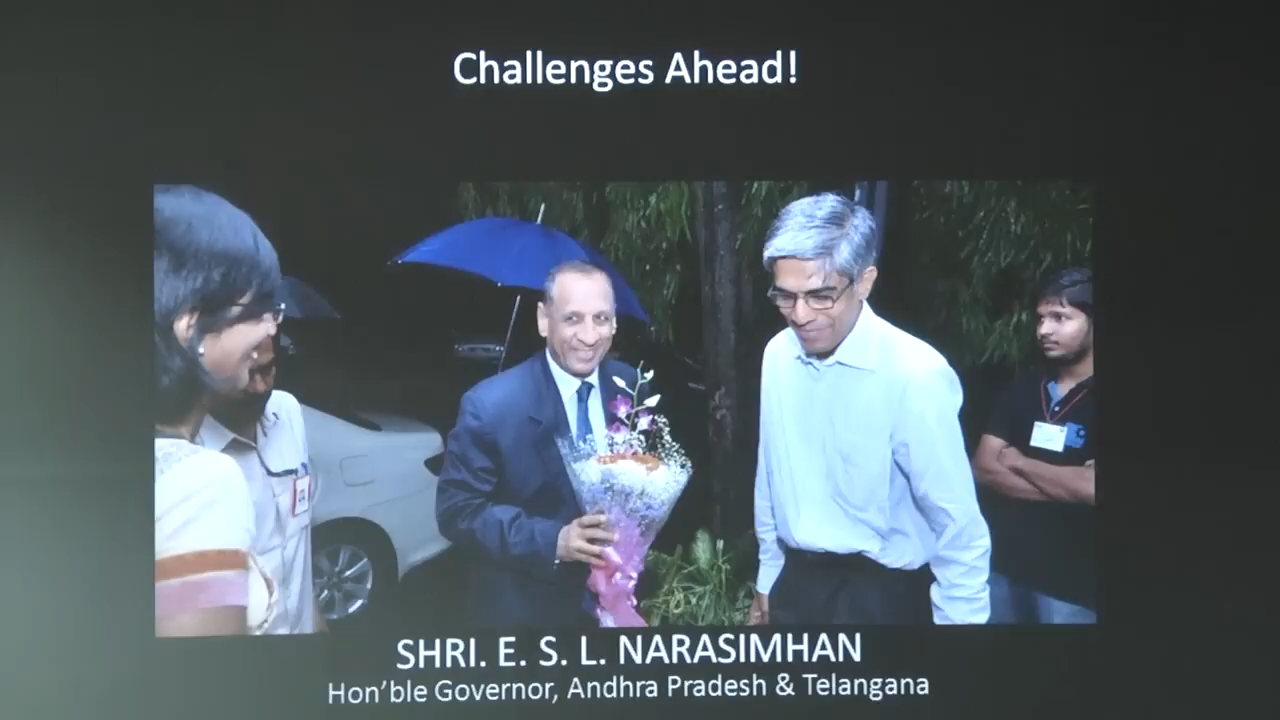 Challenges Ahead!
SHRI. E. S. L. NARASIMHAN
Hon'ble Governor, Andhra Pradesh & Telangana